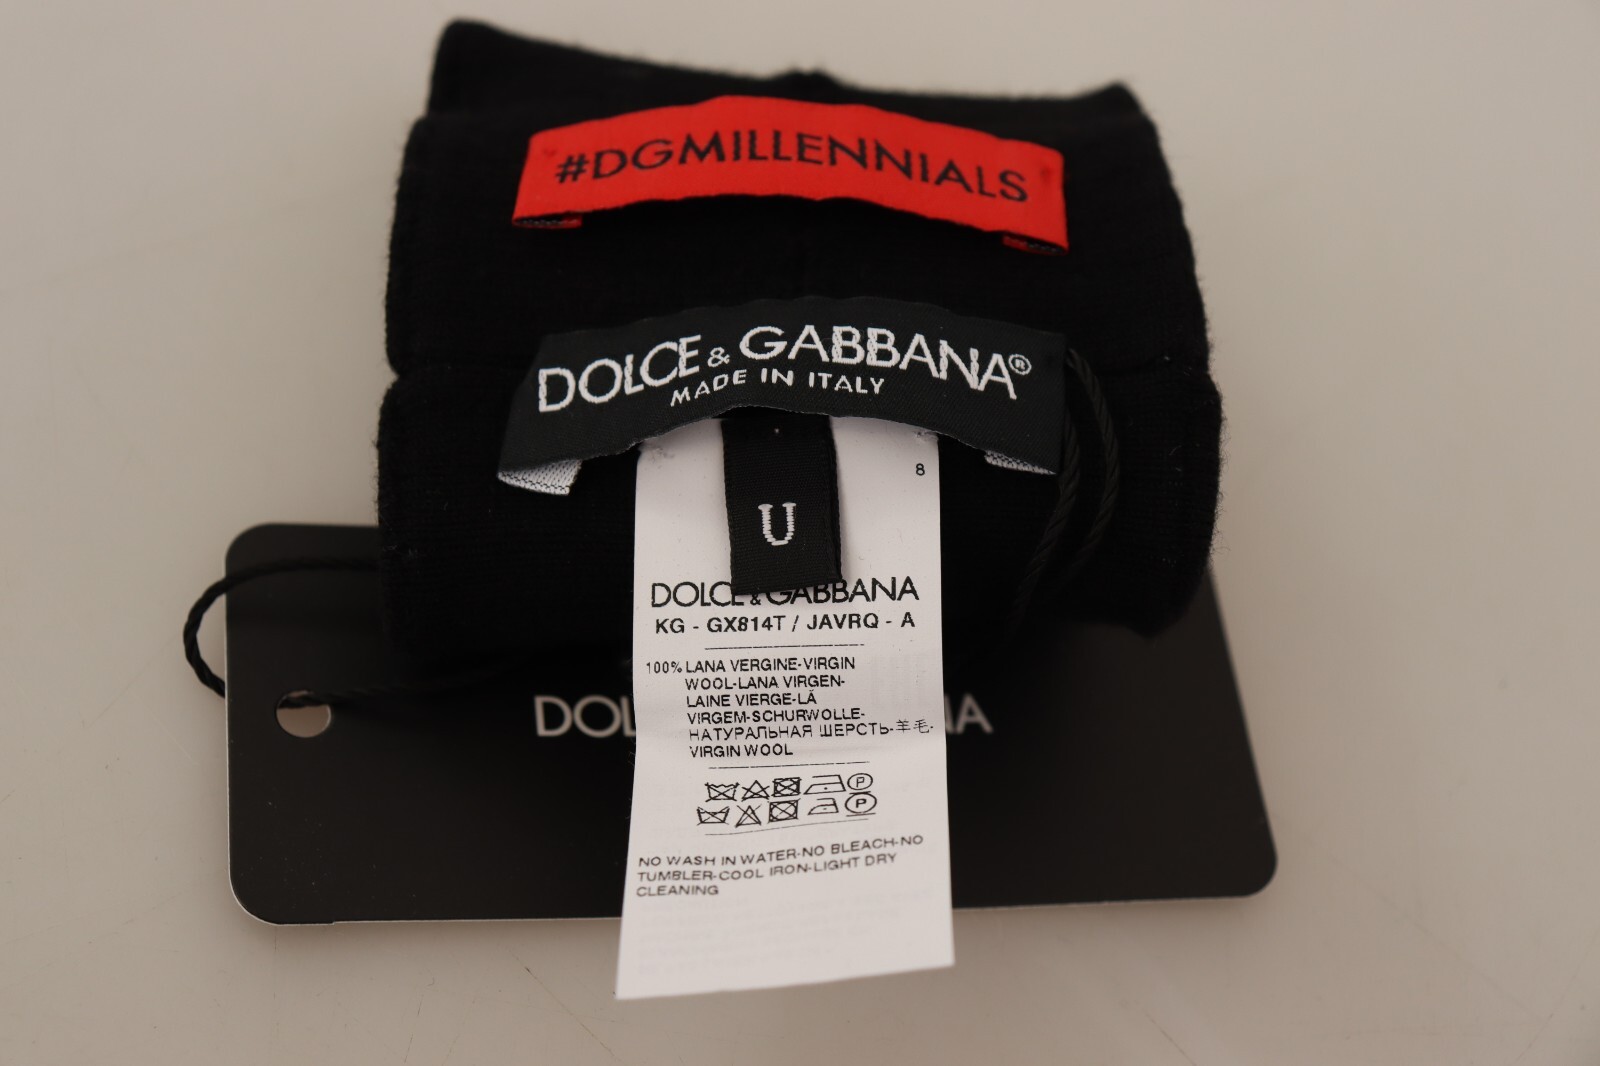 #DGMILLENNIALS
DOLCE & GABBANA®
MADE IN ITALY
8
U
DOLCE & GABBANA
KG - GX814T / JAVRQ - A
100% LANA VERGINE-VIRGIN
WOOL-LANA VIRGEN-
LAINE VIERGE-LÃ
VIRGEM-SCHURWOLLE-
НАТУРАЛЬНАЯ ШЕРСТЬ-羊毛-
VIRGIN WOOL
P
P
NO WASH IN WATER-NO BLEACH-NO
TUMBLER-COOL IRON-LIGHT DRY
CLEANING
DOL NA